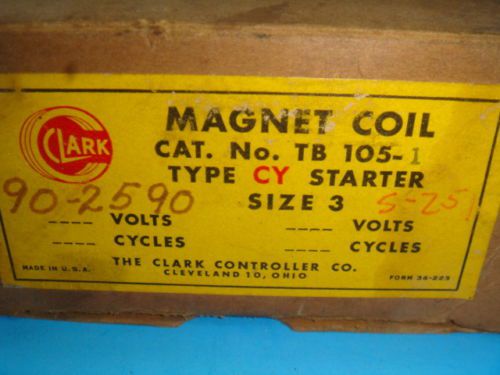 CLARK
MAGNET COIL
CAT. No. TB 105-1
TYPE CY STARTER
90-2590
SIZE 3
S-251
---- VOLTS ---- VOLTS
---- CYCLES ---- CYCLES
THE CLARK CONTROLLER CO.
MADE IN U.S.A. CLEVELAND 10, OHIO FORM 36-225